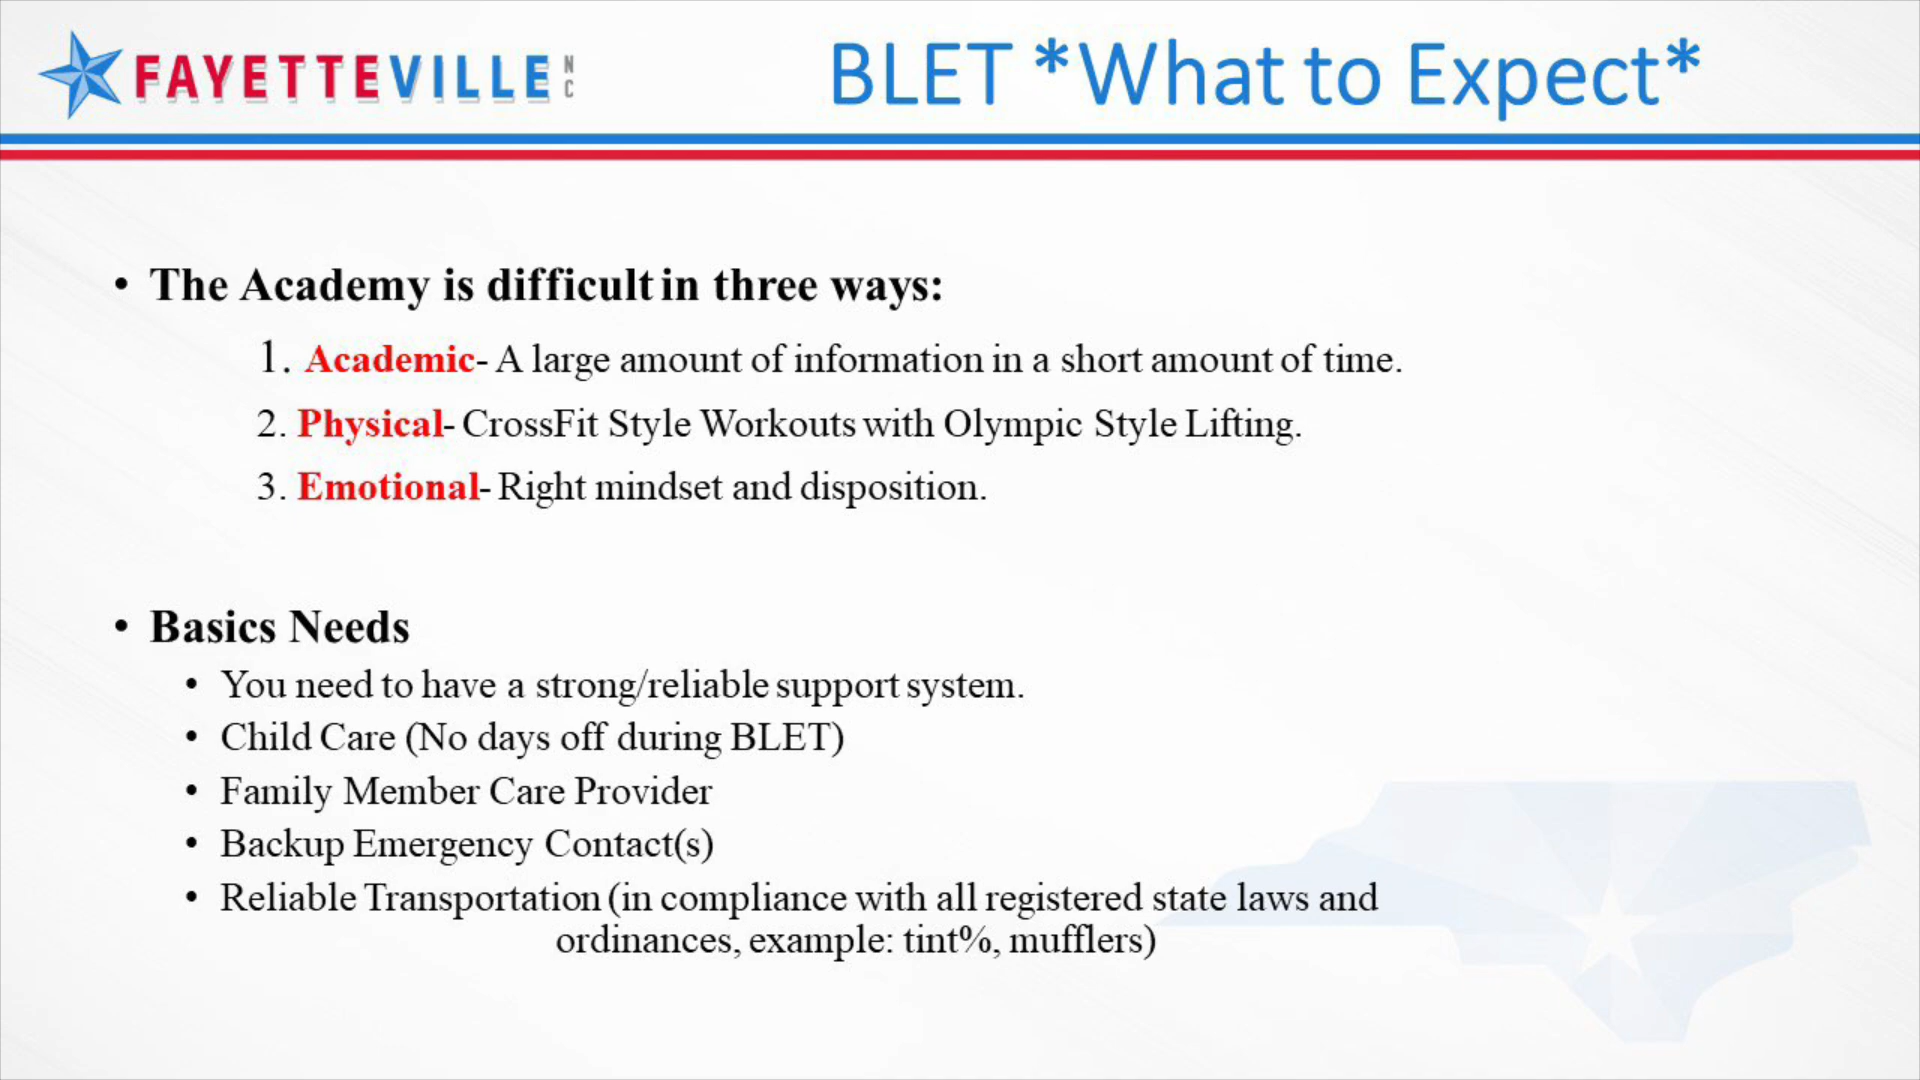 FAYETTEVILLE NC
BLET *What to Expect*
• The Academy is difficult in three ways:
1. Academic- A large amount of information in a short amount of time.
2. Physical- CrossFit Style Workouts with Olympic Style Lifting.
3. Emotional- Right mindset and disposition.
• Basics Needs
• You need to have a strong/reliable support system.
• Child Care (No days off during BLET)
• Family Member Care Provider
• Backup Emergency Contact(s)
• Reliable Transportation (in compliance with all registered state laws and
ordinances, example: tint%, mufflers)